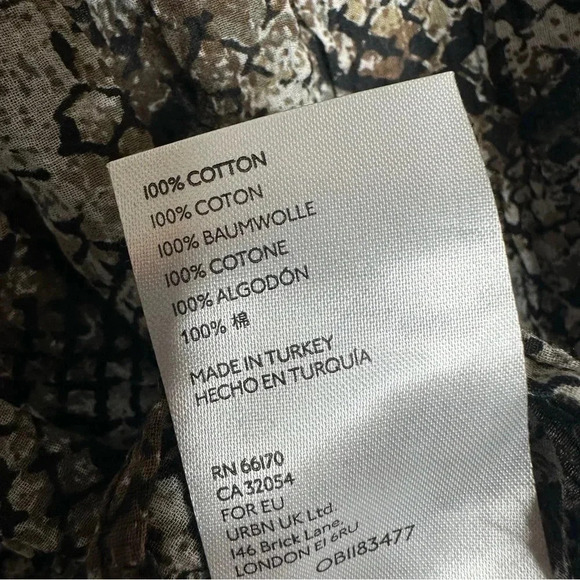 100% COTTON
100% COTON
100% BAUMWOLLE
100% COTONE
100% ALGODÓN
100% 棉
MADE IN TURKEY
HECHO EN TURQUÍA
RN 66170
CA 32054
FOR EU
URBN UK Ltd.
146 Brick Lane,
LONDON E1 6RU
OB1183477